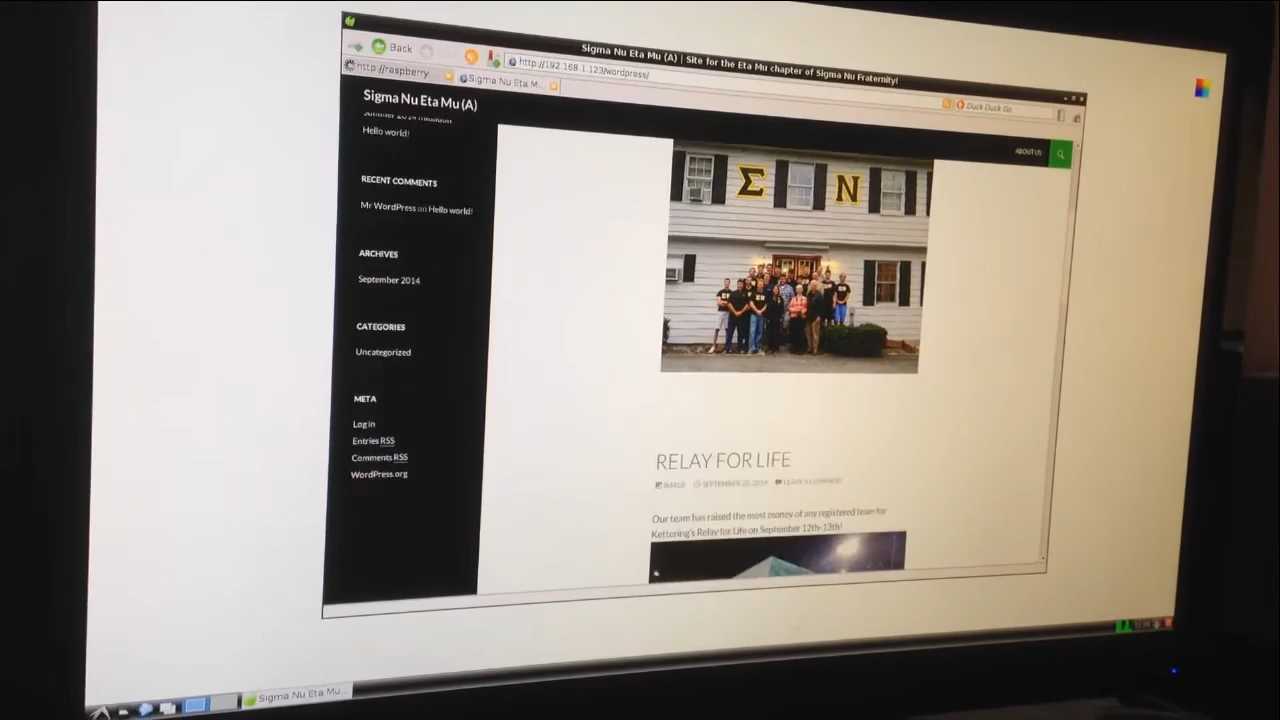 Sigma Nu Eta Mu (A) | Site for the Eta Mu chapter of Sigma Nu Fraternity!
Back
http://192.168.1.123/wordpress/
Duck Duck Go
http://raspberry...
Sigma Nu Eta M...
Sigma Nu Eta Mu (A)
ABOUT US
Hello world!
RECENT COMMENTS
Mr WordPress on Hello world!
ARCHIVES
September 2014
CATEGORIES
Uncategorized
META
Log in
Entries RSS
Comments RSS
WordPress.org
Σ Ν
RELAY FOR LIFE
IMAGE
LEAVE A COMMENT
Our team has raised the most money of any registered team for
Kettering's Relay for Life on September 12th-13th!
Sigma Nu Eta Mu...